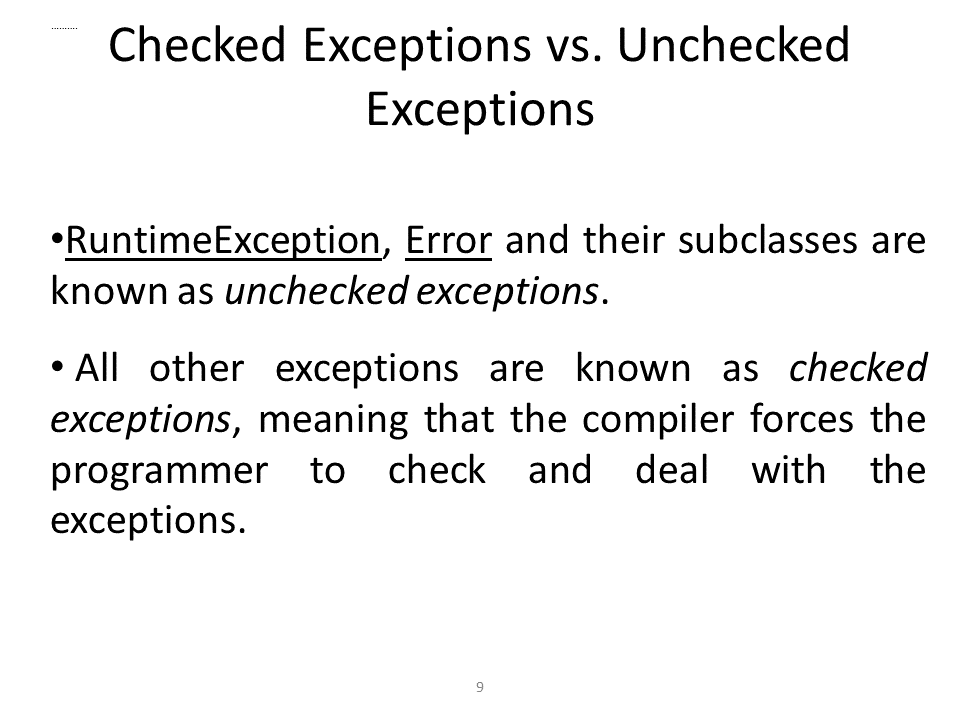 ..........
Checked Exceptions vs. Unchecked
Exceptions
•RuntimeException, Error and their subclasses are
known as unchecked exceptions.
• All other exceptions are known as checked
exceptions, meaning that the compiler forces the
programmer to check and deal with the
exceptions.
9